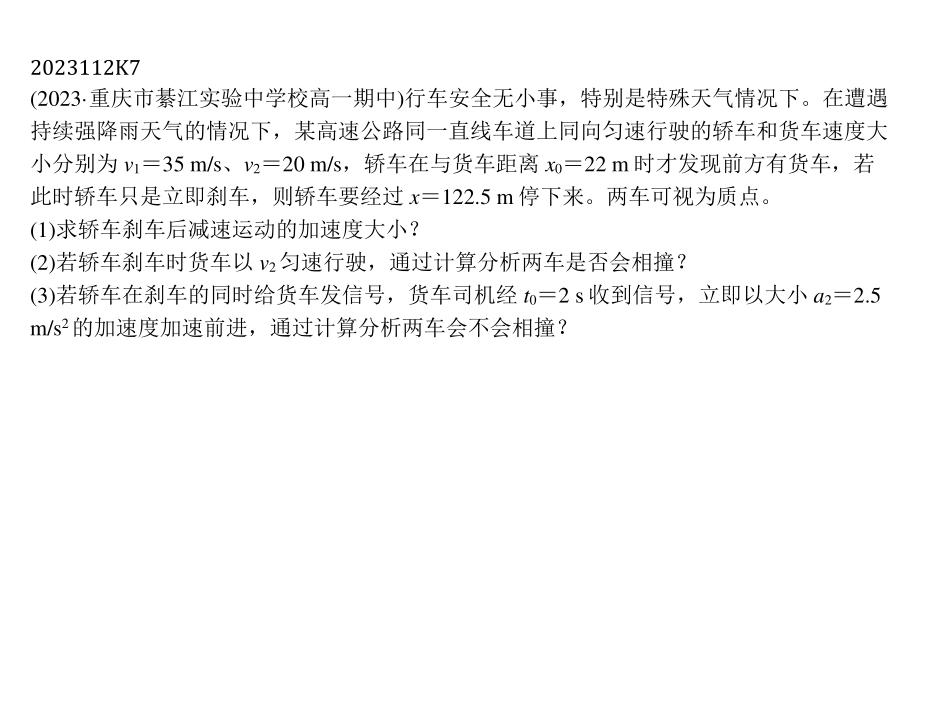 2023112K7
(2023·重庆市綦江实验中学校高一期中)行车安全无小事，特别是特殊天气情况下。在遭遇
持续强降雨天气的情况下，某高速公路同一直线车道上同向匀速行驶的轿车和货车速度大
小分别为 v₁＝35 m/s、v₂＝20 m/s，轿车在与货车距离 x₀＝22 m 时才发现前方有货车，若
此时轿车只是立即刹车，则轿车要经过 x＝122.5 m 停下来。两车可视为质点。
(1)求轿车刹车后减速运动的加速度大小？
(2)若轿车刹车时货车以 v₂ 匀速行驶，通过计算分析两车是否会相撞？
(3)若轿车在刹车的同时给货车发信号，货车司机经 t₀＝2 s 收到信号，立即以大小 a₂＝2.5
m/s² 的加速度加速前进，通过计算分析两车会不会相撞？